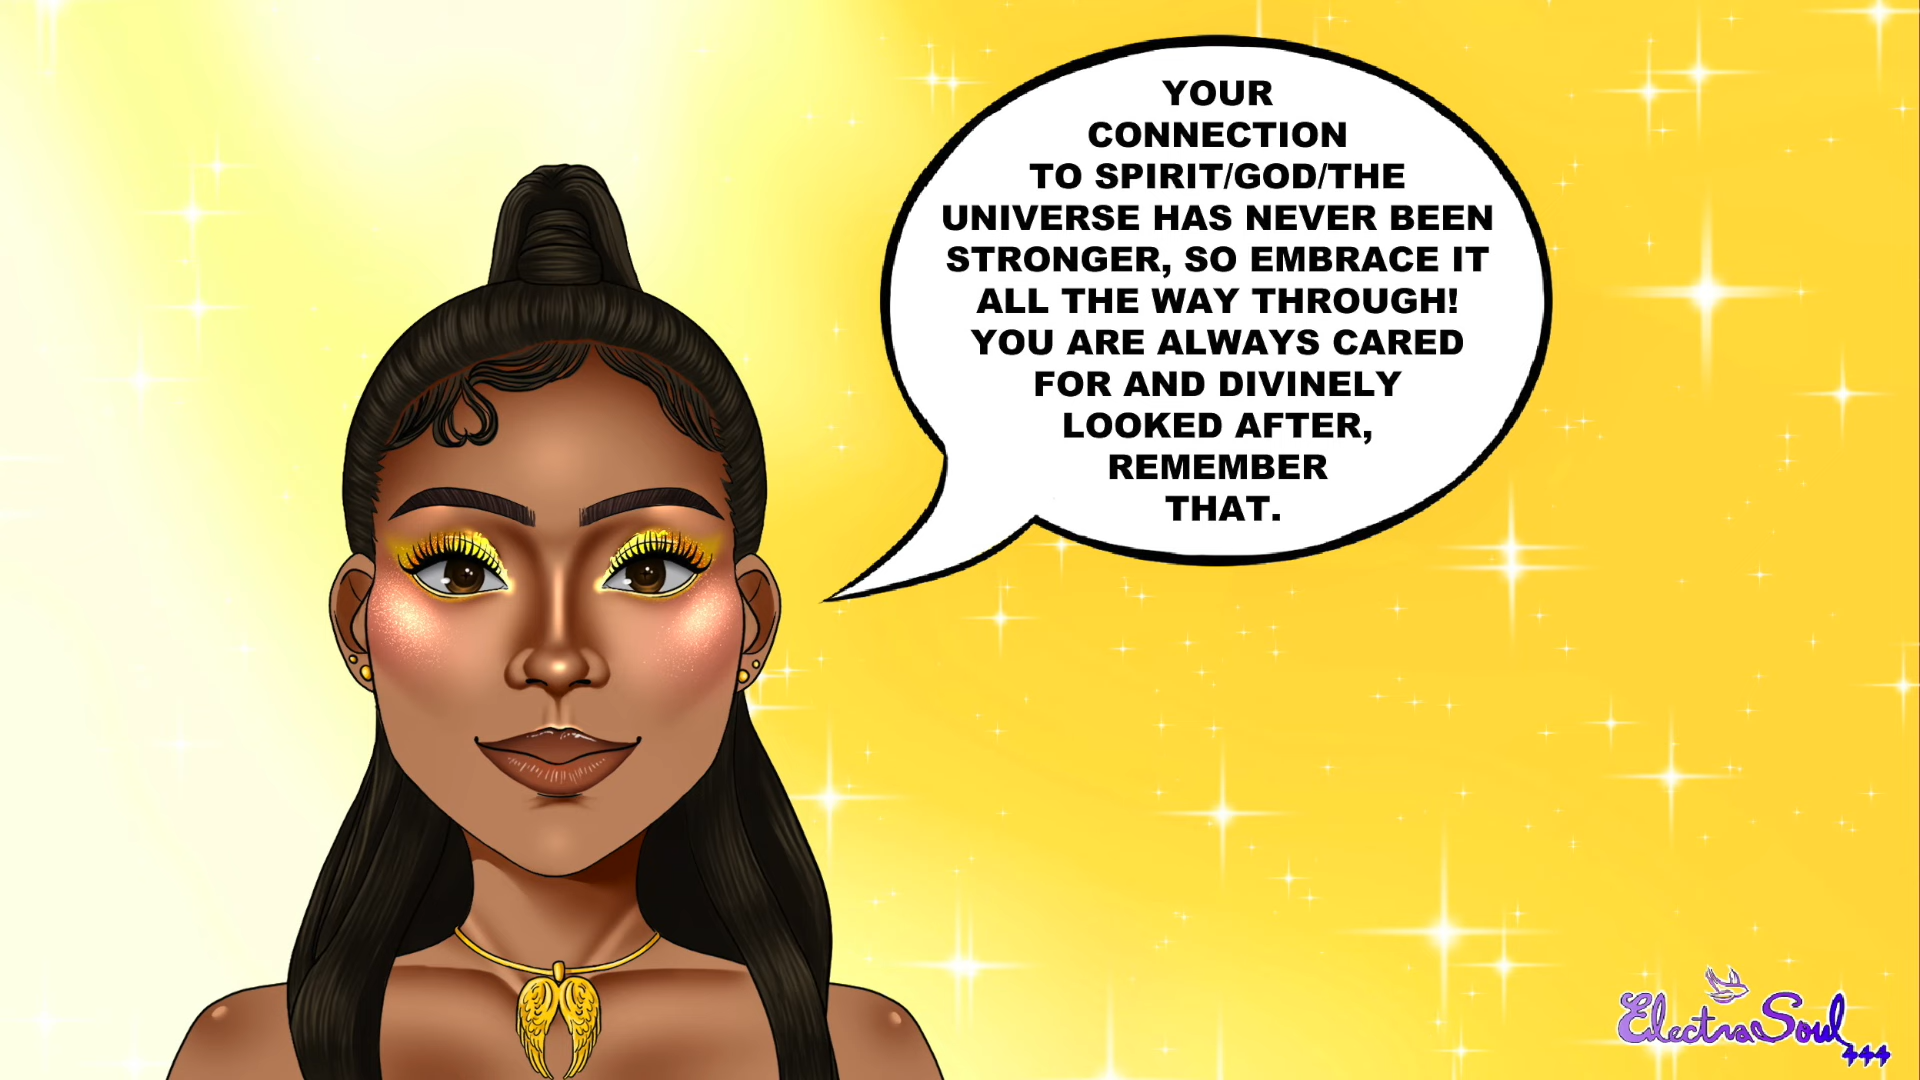 YOUR
CONNECTION
TO SPIRIT/GOD/THE
UNIVERSE HAS NEVER BEEN
STRONGER, SO EMBRACE IT
ALL THE WAY THROUGH!
YOU ARE ALWAYS CARED
FOR AND DIVINELY
LOOKED AFTER,
REMEMBER
THAT.
ElectraSoul
444